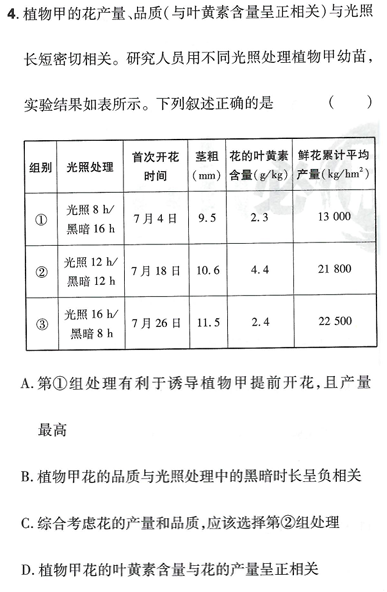 4. 植物甲的花产量、品质(与叶黄素含量呈正相关)与光照
长短密切相关。研究人员用不同光照处理植物甲幼苗,
实验结果如表所示。下列叙述正确的是 ( )
组别 光照处理 首次开花时间 茎粗(mm) 花的叶黄素含量(g/kg) 鲜花累计平均产量(kg/hm²)
① 光照 8 h/黑暗 16 h 7月4日 9.5 2.3 13 000
② 光照 12 h/黑暗 12 h 7月18日 10.6 4.4 21 800
③ 光照 16 h/黑暗 8 h 7月26日 11.5 2.4 22 500
A. 第①组处理有利于诱导植物甲提前开花,且产量
最高
B. 植物甲花的品质与光照处理中的黑暗时长呈负相关
C. 综合考虑花的产量和品质,应该选择第②组处理
D. 植物甲花的叶黄素含量与花的产量呈正相关